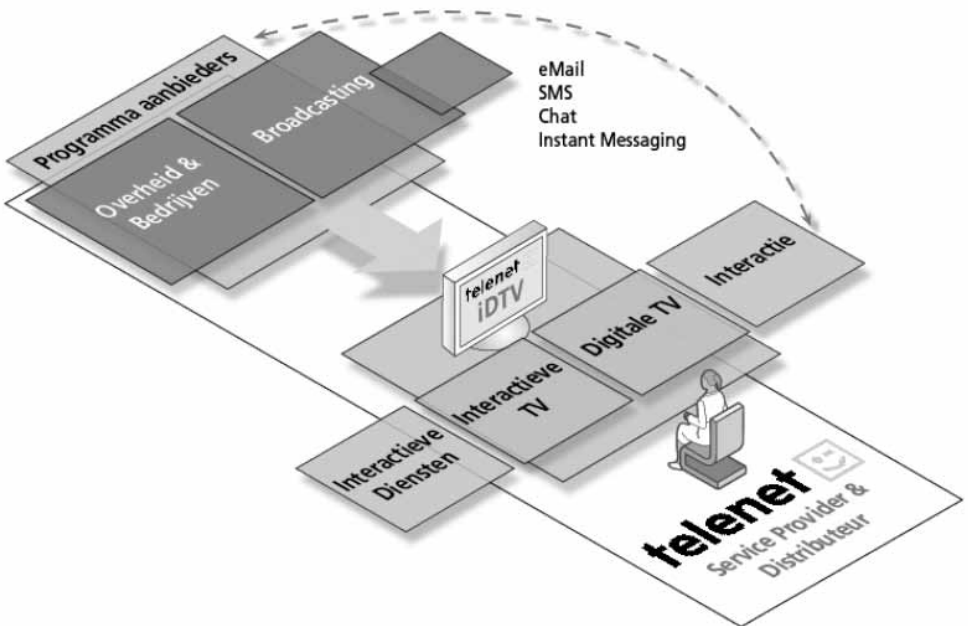 Programma aanbieders
Broadcasting
Overheid &
Bedrijven
eMail
SMS
Chat
Instant Messaging
telenet
iDTV
Interactie
Digitale TV
Interactieve
TV
Interactieve
Diensten
telenet
Service Provider &
Distributeur